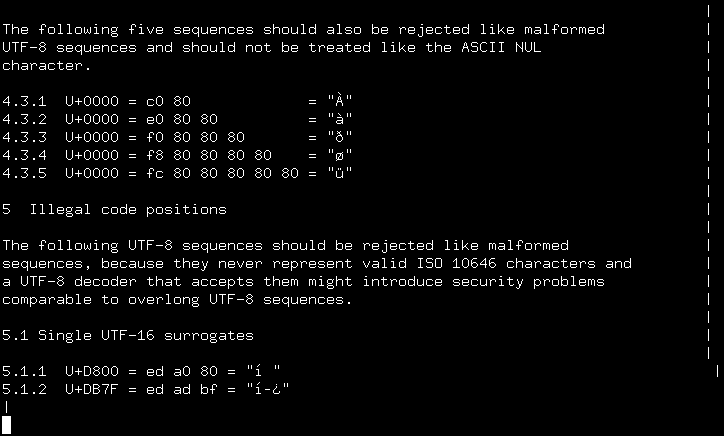 The following five sequences should also be rejected like malformed |
UTF-8 sequences and should not be treated like the ASCII NUL |
character. |
|
4.3.1  U+0000 = c0 80             = "À" |
4.3.2  U+0000 = e0 80 80          = "à" |
4.3.3  U+0000 = f0 80 80 80       = "ð" |
4.3.4  U+0000 = f8 80 80 80 80    = "ø" |
4.3.5  U+0000 = fc 80 80 80 80 80 = "ü" |
|
5  Illegal code positions |
|
The following UTF-8 sequences should be rejected like malformed |
sequences, because they never represent valid ISO 10646 characters and |
a UTF-8 decoder that accepts them might introduce security problems |
comparable to overlong UTF-8 sequences. |
|
5.1 Single UTF-16 surrogates |
|
5.1.1  U+D800 = ed a0 80 = "í " |
5.1.2  U+DB7F = ed ad bf = "í-¿"
|